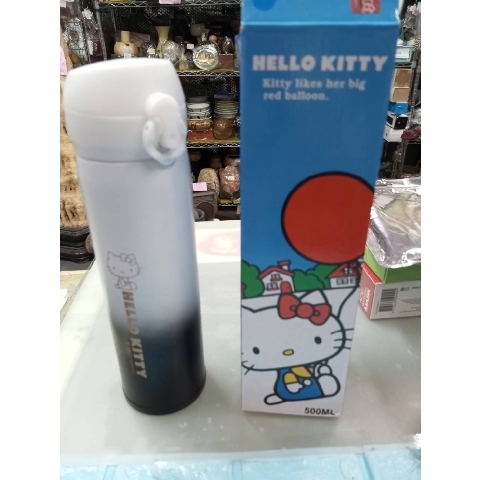 HELLO KITTY
Kitty likes her big
red balloon.
500ML
HELLO KITTY